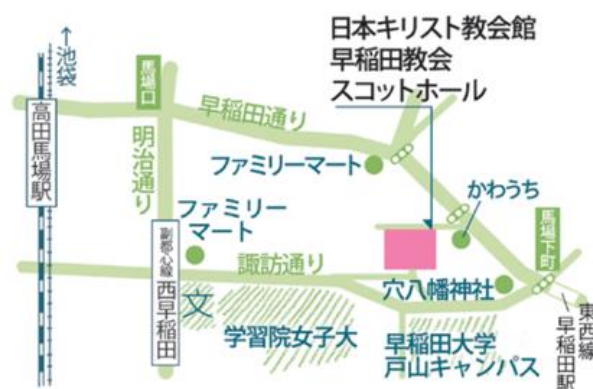 日本キリスト教会館
早稲田教会
スコットホール
↑池袋
馬場口
早稲田通り
高田馬場駅
明治通り
ファミリーマート
かわうち
ファミリー
マート
馬場下町
副都心線 西早稲田
諏訪通り
穴八幡神社
文
学習院女子大
早稲田大学
戸山キャンパス
東西線
早稲田駅